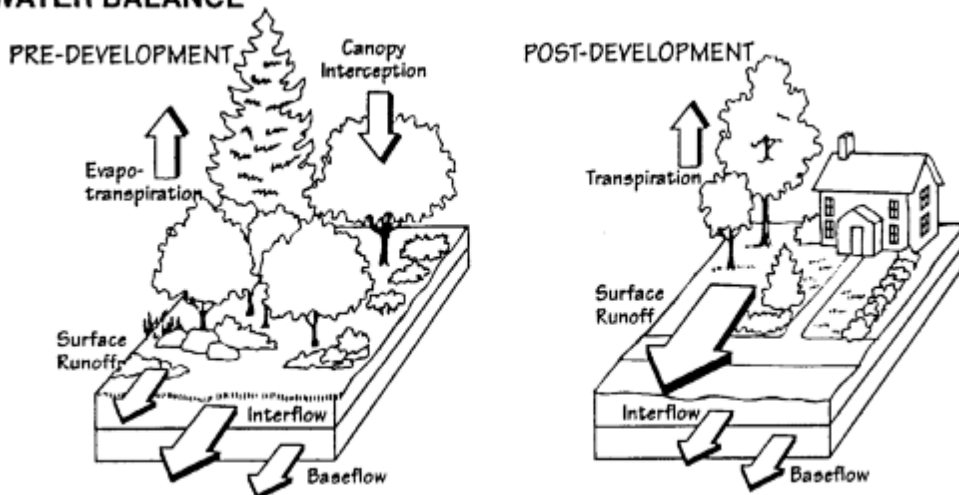 WATER BALANCE
PRE-DEVELOPMENT
Canopy
Interception
Evapo-
transpiration
Surface
Runoff
Interflow
Baseflow
POST-DEVELOPMENT
Transpiration
Surface
Runoff
Interflow
Baseflow